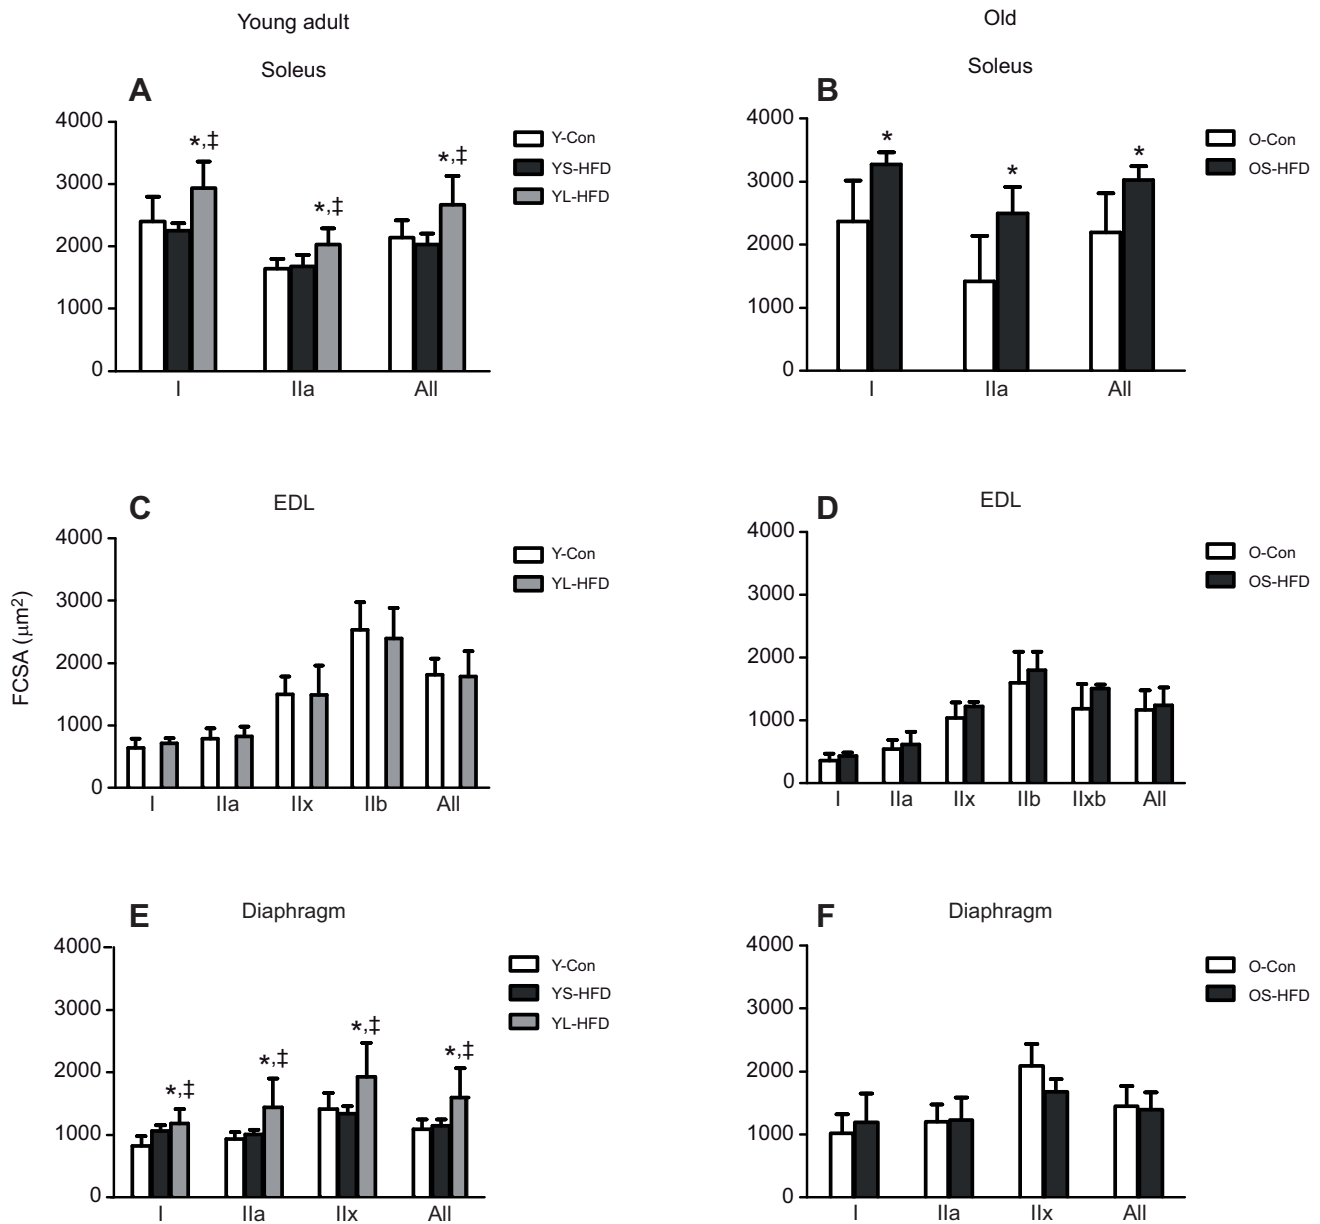 Young adult
Old
Soleus
Soleus
A
B
4000
3000
2000
1000
0
*,‡
*,‡
*,‡
I
IIa
All
Y-Con
YS-HFD
YL-HFD
4000
3000
2000
1000
0
*
*
*
I
IIa
All
O-Con
OS-HFD
FCSA (μm²)
C
EDL
4000
3000
2000
1000
0
I
IIa
IIx
IIb
All
Y-Con
YL-HFD
D
EDL
4000
3000
2000
1000
0
I
IIa
IIx
IIb
IIxb
All
O-Con
OS-HFD
E
Diaphragm
4000
3000
2000
1000
0
*,‡
*,‡
*,‡
*,‡
I
IIa
IIx
All
Y-Con
YS-HFD
YL-HFD
F
Diaphragm
4000
3000
2000
1000
0
I
IIa
IIx
All
O-Con
OS-HFD